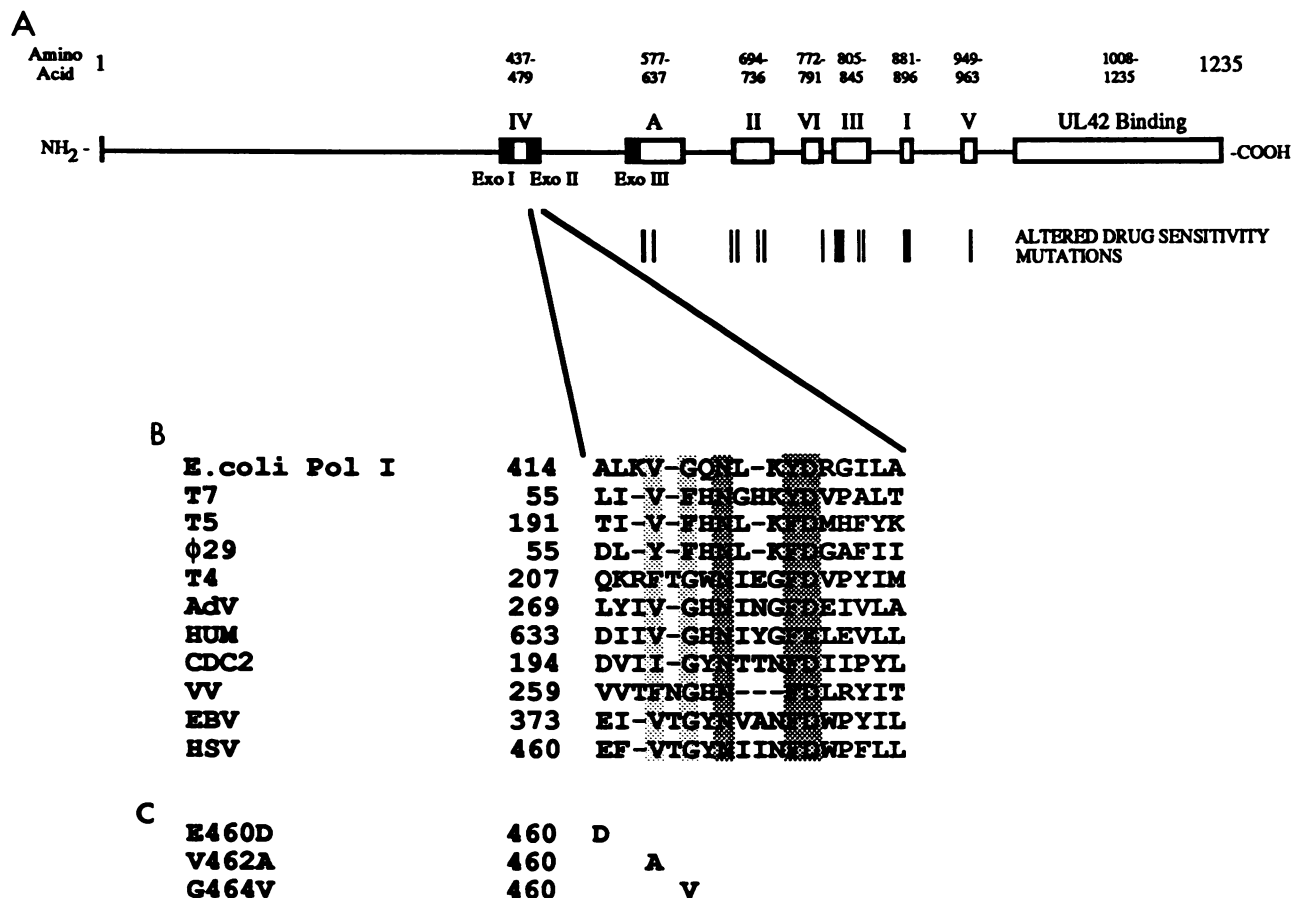 A
Amino Acid 1 437-479 577-637 694-736 772-791 805-845 881-896 949-963 1008-1235 1235
IV A II VI III I V UL42 Binding
NH2 - -COOH
Exo I Exo II Exo III
ALTERED DRUG SENSITIVITY
MUTATIONS
B
E.coli Pol I 414 ALKV-GQNL-KYDRGILA
T7 55 LI-V-FHNGHKYDVPALT
T5 191 TI-V-FHNL-KFDMHFYK
ϕ29 55 DL-Y-FHNL-KFDGAFII
T4 207 QKRFTGWNIEGFDVPYIM
AdV 269 LYIV-GHNINGFDEIVLA
HUM 633 DIIV-GHNIYGFELEVLL
CDC2 194 DVII-GYNTTNFDIIPYL
VV 259 VVTFNGHN---FDLRYIT
EBV 373 EI-VTGYNVANFDWPYIL
HSV 460 EF-VTGYNIINFDWPFLL
C
E460D 460 D
V462A 460 A
G464V 460 V